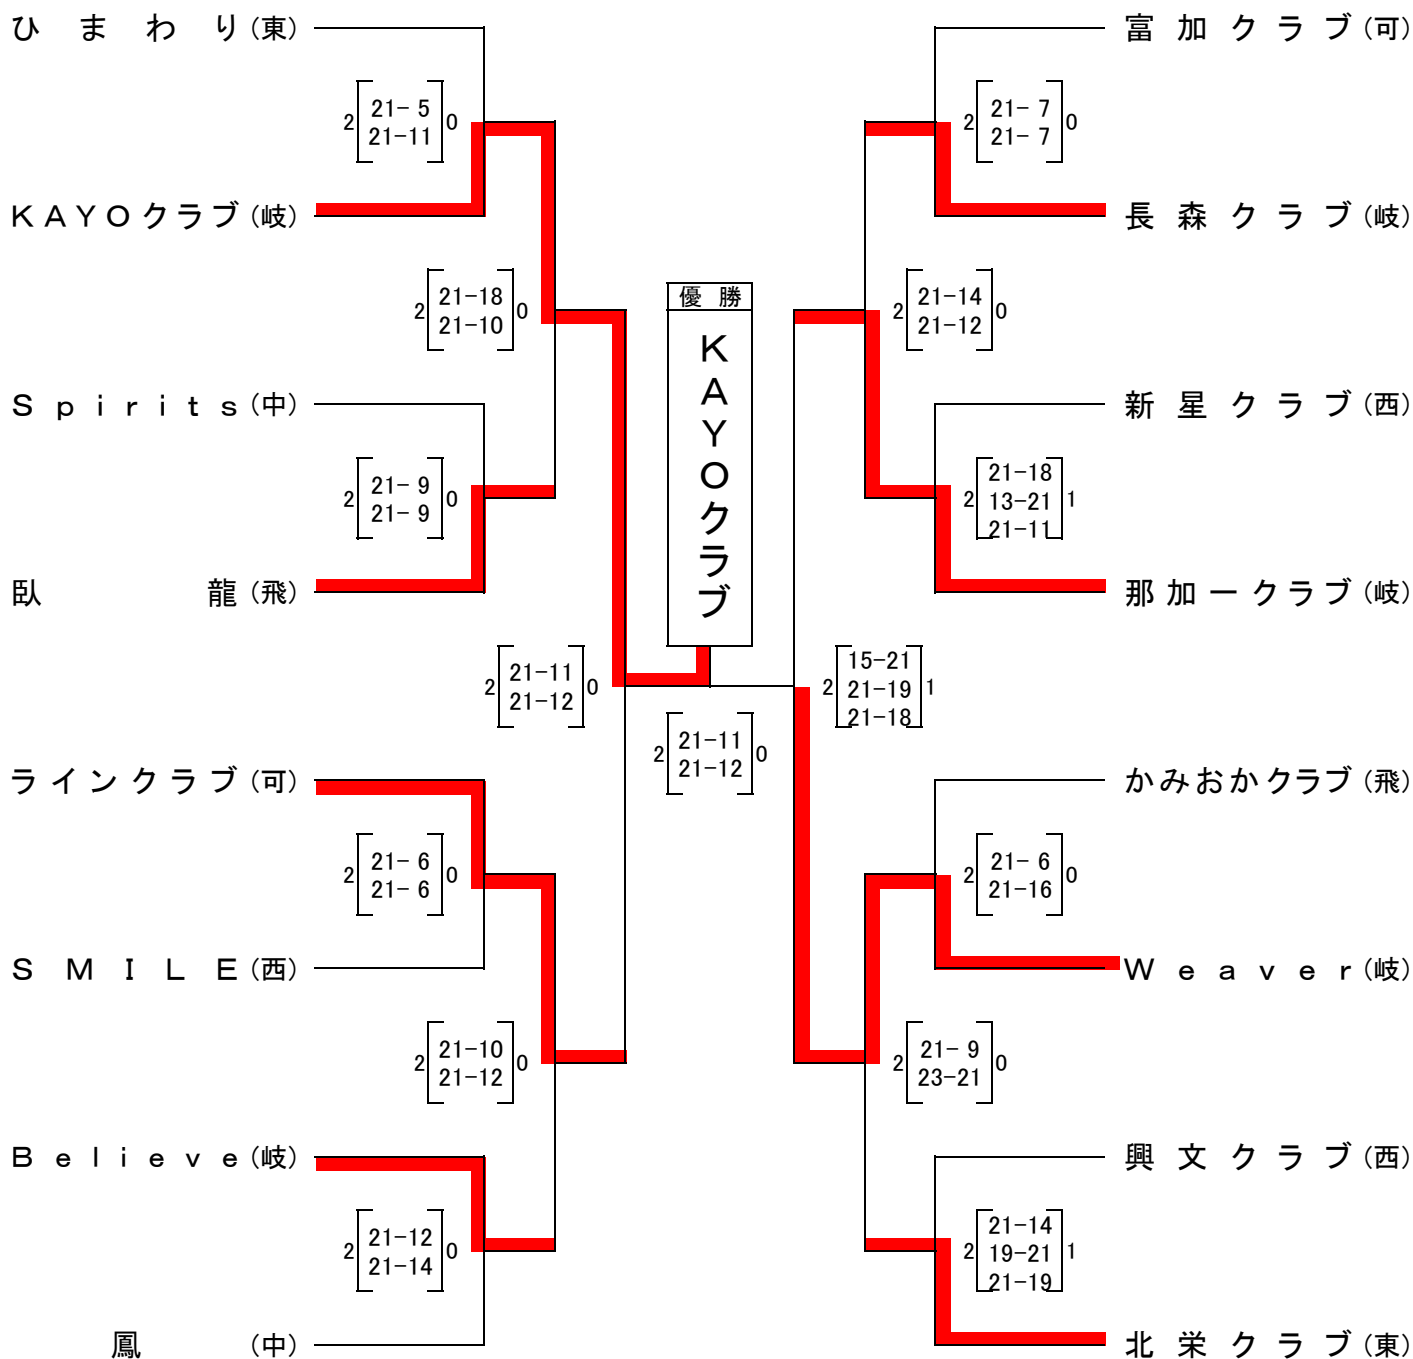 ひまわり(東)
2 21- 5 0
21-11
KAYOクラブ(岐)
2 21-18 0
21-10
Spirits(中)
2 21- 9 0
21- 9
臥龍(飛)
2 21-11 0
21-12
ラインクラブ(可)
2 21- 6 0
21- 6
SMILE(西)
2 21-10 0
21-12
Believe(岐)
2 21-12 0
21-14
鳳(中)
優勝
KAYOクラブ
2 21-11 0
21-12
富加クラブ(可)
2 21- 7 0
21- 7
長森クラブ(岐)
2 21-14 0
21-12
新星クラブ(西)
21-18
2 13-21 1
21-11
那加一クラブ(岐)
15-21
2 21-19 1
21-18
かみおかクラブ(飛)
2 21- 6 0
21-16
Weaver(岐)
2 21- 9 0
23-21
興文クラブ(西)
21-14
2 19-21 1
21-19
北栄クラブ(東)